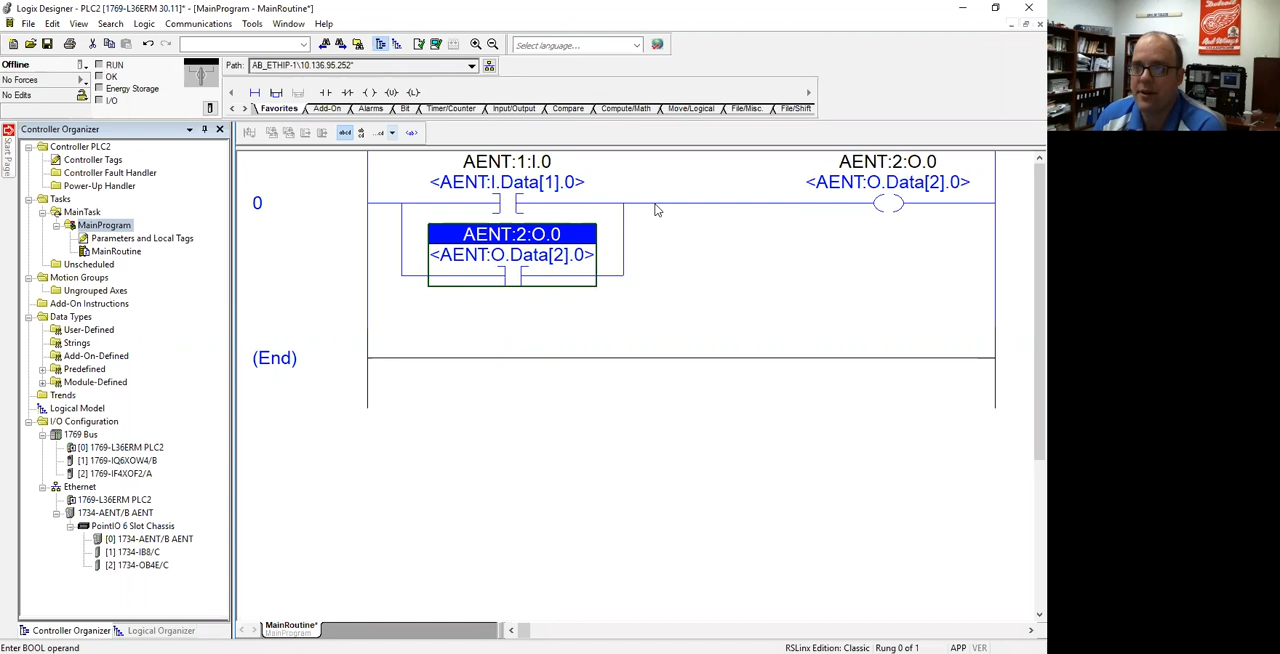 Logix Designer - PLC2 [1769-L36ERM 30.11]* - [MainProgram - MainRoutine]
File Edit View Search Logic Communications Tools Window Help
Select language...
Offline
RUN
No Forces
OK
No Edits
Energy Storage
I/O
Path: AB_ETHIP-1\10.136.95.252*
Favorites Add-On Alarms Bit Timer/Counter Input/Output Compare Compute/Math Move/Logical File/Misc. File/Shift
Start Page
Controller Organizer
Controller PLC2
Controller Tags
Controller Fault Handler
Power-Up Handler
Tasks
MainTask
MainProgram
Parameters and Local Tags
MainRoutine
Unscheduled
Motion Groups
Ungrouped Axes
Add-On Instructions
Data Types
User-Defined
Strings
Add-On-Defined
Predefined
Module-Defined
Trends
Logical Model
I/O Configuration
1769 Bus
[0] 1769-L36ERM PLC2
[1] 1769-IQ6XOW4/B
[2] 1769-IF4XOF2/A
Ethernet
1769-L36ERM PLC2
1734-AENT/B AENT
PointIO 6 Slot Chassis
[0] 1734-AENT/B AENT
[1] 1734-IB8/C
[2] 1734-OB4E/C
Controller Organizer Logical Organizer
AENT:1:I.0
<AENT:I.Data[1].0>
AENT:2:O.0
<AENT:O.Data[2].0>
0
AENT:2:O.0
<AENT:O.Data[2].0>
(End)
MainRoutine*
MainProgram
Enter BOOL operand
RSLinx Edition: Classic Rung 0 of 1 APP VER